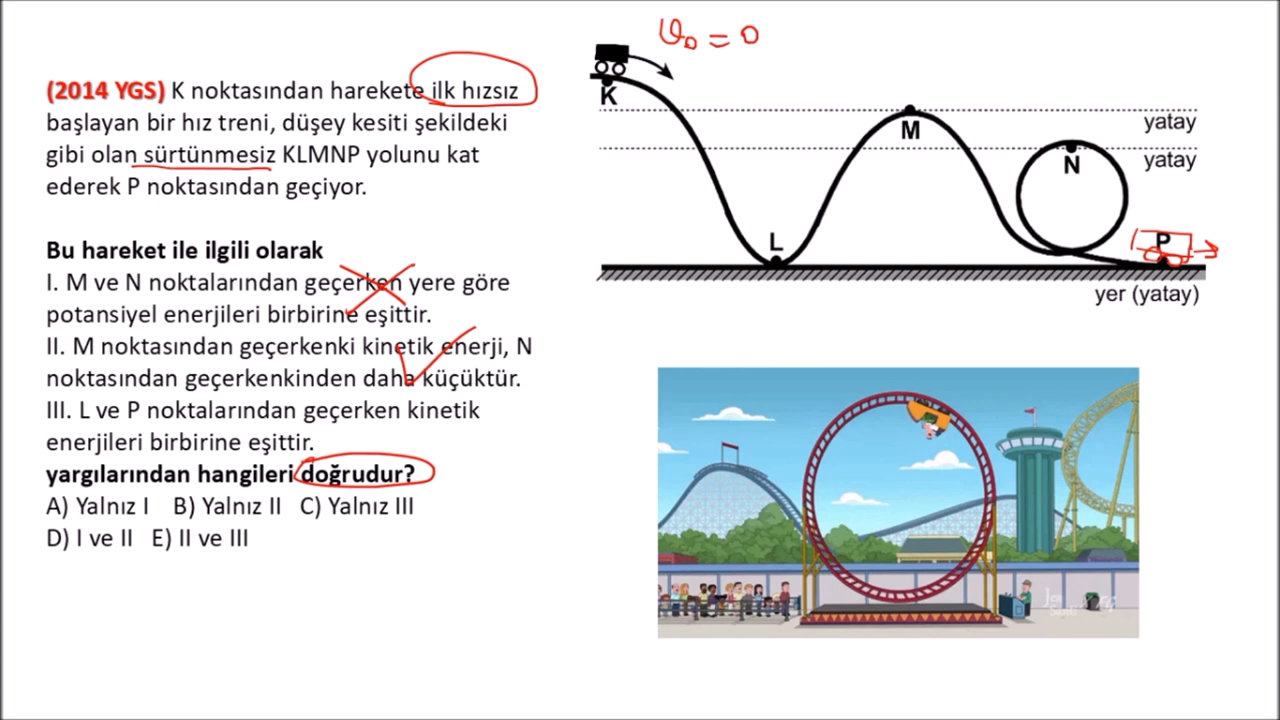 (2014 YGS) K noktasından harekete ilk hızsız
başlayan bir hız treni, düşey kesiti şekildeki
gibi olan sürtünmesiz KLMNP yolunu kat
ederek P noktasından geçiyor.
Bu hareket ile ilgili olarak
I. M ve N noktalarından geçerken yere göre
potansiyel enerjileri birbirine eşittir.
II. M noktasından geçerkenki kinetik enerji, N
noktasından geçerkenkinden daha küçüktür.
III. L ve P noktalarından geçerken kinetik
enerjileri birbirine eşittir.
yargılarından hangileri doğrudur?
A) Yalnız I B) Yalnız II C) Yalnız III
D) I ve II E) II ve III
ϑ₀ = 0
K
M
yatay
N
yatay
L
P
yer (yatay)